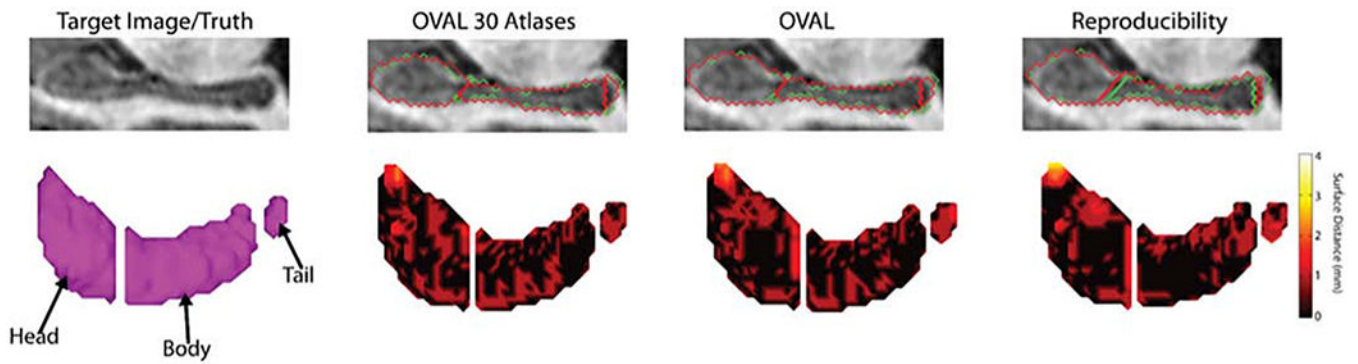 Target Image/Truth
OVAL 30 Atlases
OVAL
Reproducibility
Head
Body
Tail
4
3
2
1
0
Surface Distance (mm)